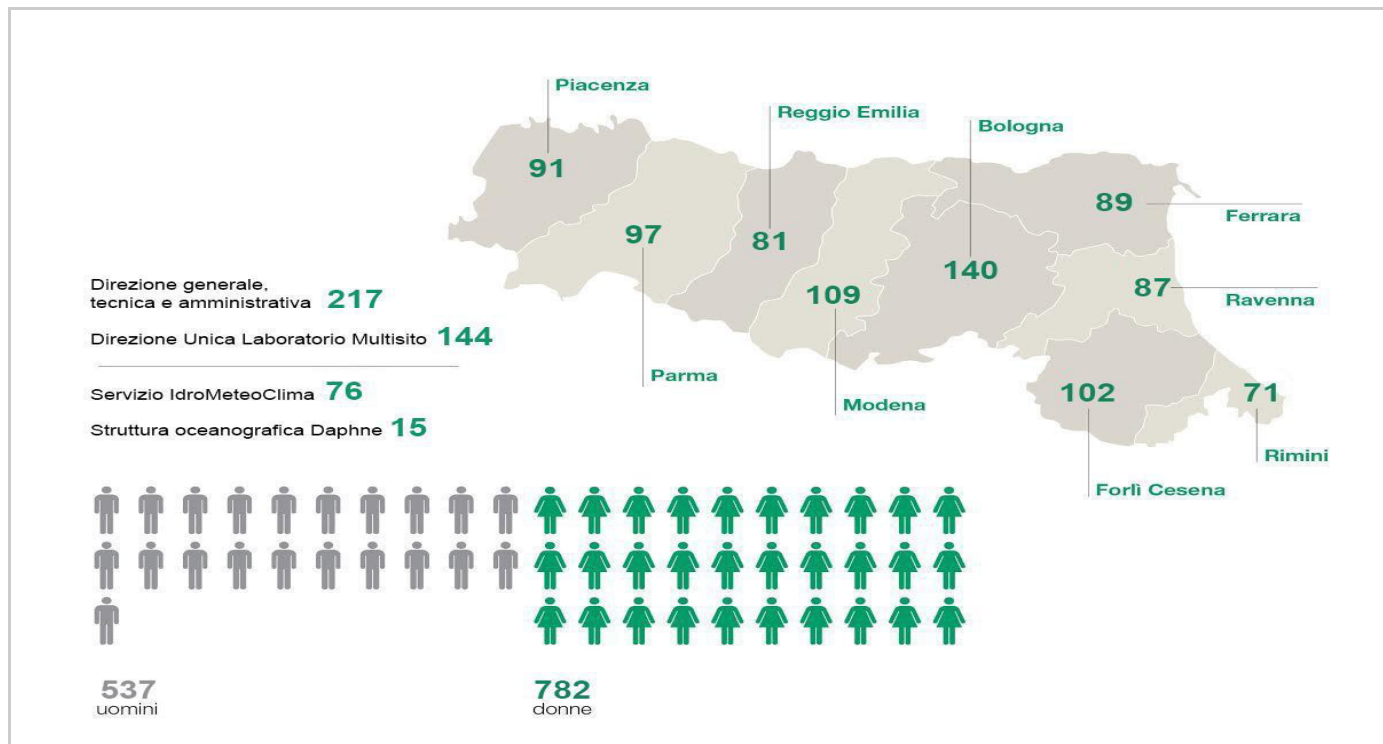 Piacenza
Reggio Emilia
Bologna
91
89
Ferrara
97
81
140
109
87
Ravenna
Direzione generale,
tecnica e amministrativa 217
Direzione Unica Laboratorio Multisito 144
Parma
Modena
102
71
Servizio IdroMeteoClima 76
Struttura oceanografica Daphne 15
Rimini
Forlì Cesena
537
uomini
782
donne